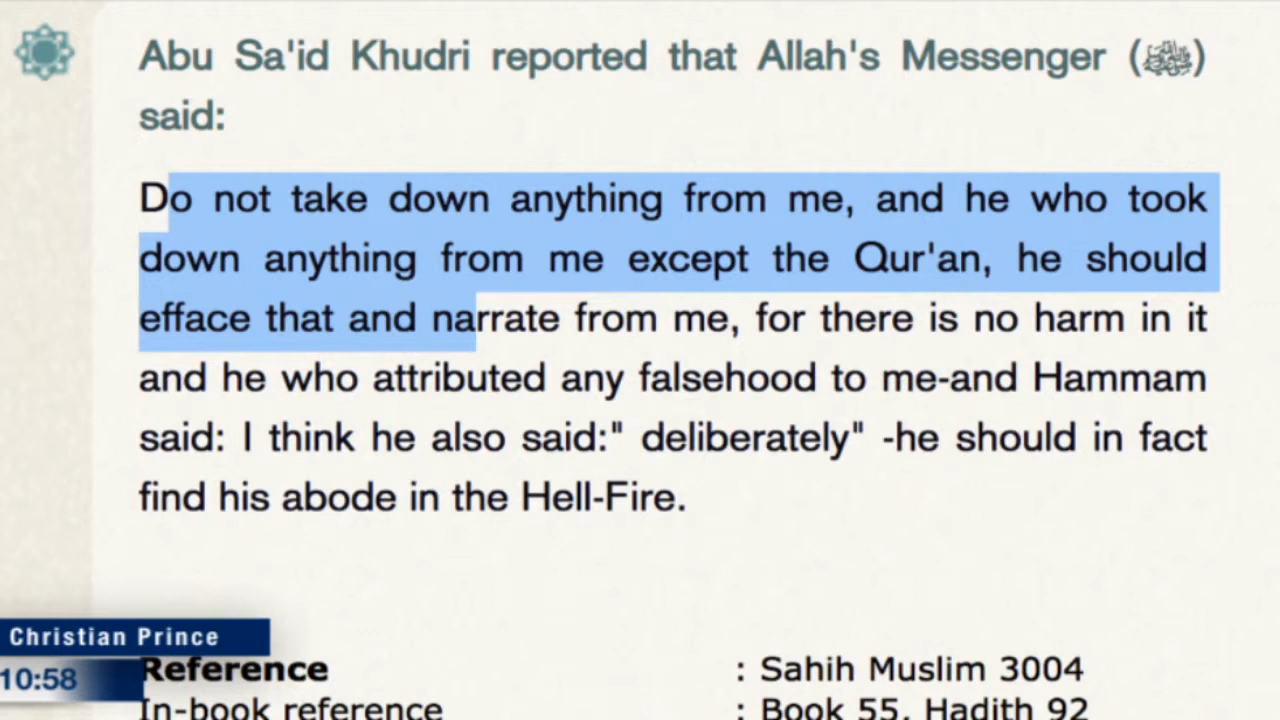 Abu Sa'id Khudri reported that Allah's Messenger (ﷺ)
said:
Do not take down anything from me, and he who took
down anything from me except the Qur'an, he should
efface that and narrate from me, for there is no harm in it
and he who attributed any falsehood to me-and Hammam
said: I think he also said:" deliberately" -he should in fact
find his abode in the Hell-Fire.
Christian Prince
10:58
Reference : Sahih Muslim 3004
In-book reference : Book 55, Hadith 92